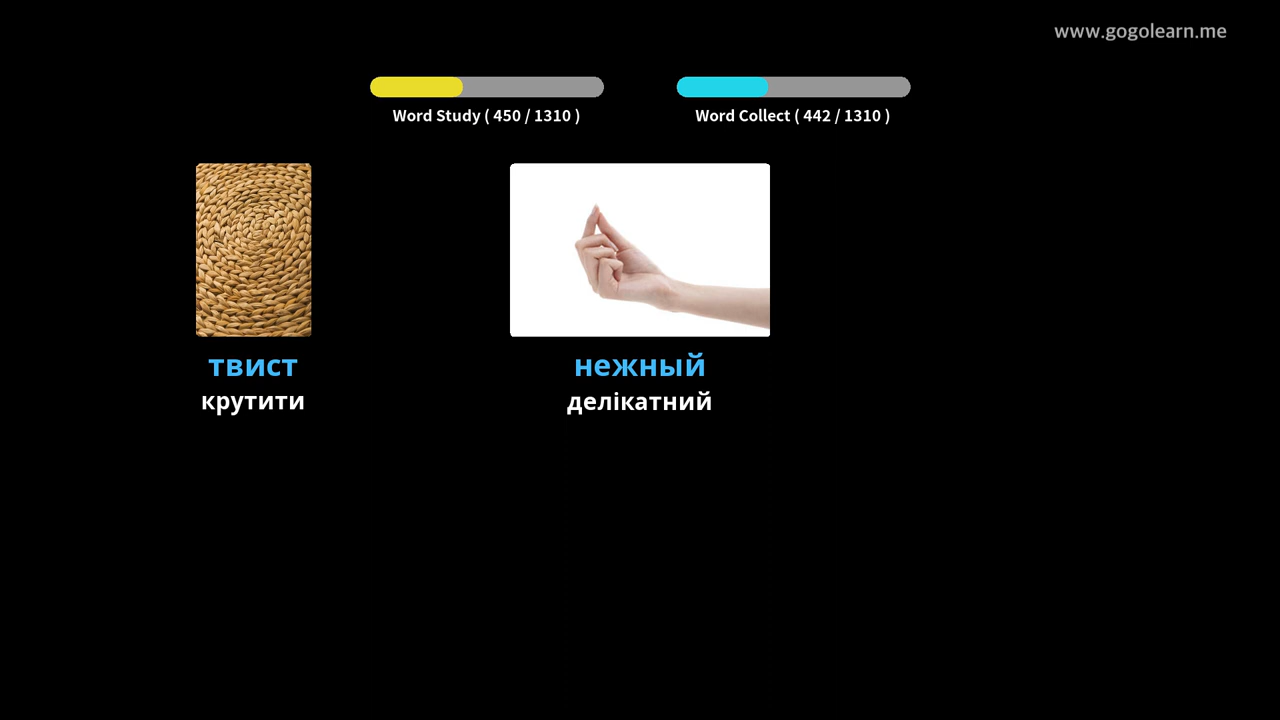 www.gogolearn.me
Word Study ( 450 / 1310 )
Word Collect ( 442 / 1310 )
твист
крутити
нежный
делікатний